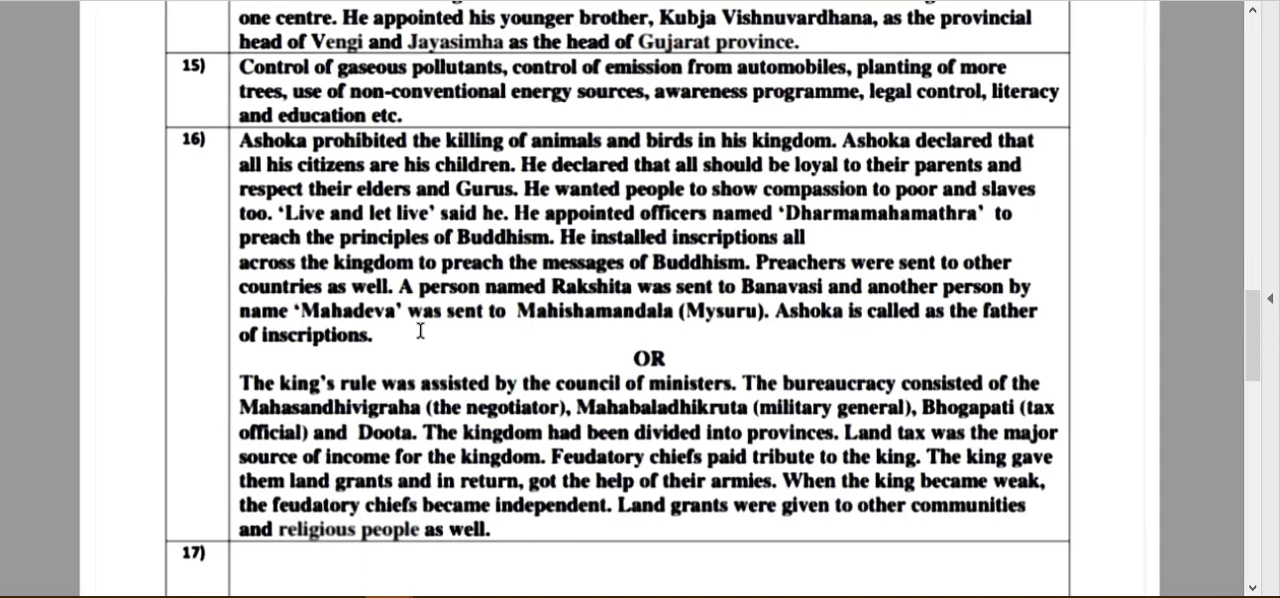 one centre. He appointed his younger brother, Kubja Vishnuvardhana, as the provincial
head of Vengi and Jayasimha as the head of Gujarat province.
15)
Control of gaseous pollutants, control of emission from automobiles, planting of more
trees, use of non-conventional energy sources, awareness programme, legal control, literacy
and education etc.
16)
Ashoka prohibited the killing of animals and birds in his kingdom. Ashoka declared that
all his citizens are his children. He declared that all should be loyal to their parents and
respect their elders and Gurus. He wanted people to show compassion to poor and slaves
too. ‘Live and let live’ said he. He appointed officers named ‘Dharmamahamathra’ to
preach the principles of Buddhism. He installed inscriptions all
across the kingdom to preach the messages of Buddhism. Preachers were sent to other
countries as well. A person named Rakshita was sent to Banavasi and another person by
name ‘Mahadeva’ was sent to Mahishamandala (Mysuru). Ashoka is called as the father
of inscriptions.
OR
The king’s rule was assisted by the council of ministers. The bureaucracy consisted of the
Mahasandhivigraha (the negotiator), Mahabaladhikruta (military general), Bhogapati (tax
official) and Doota. The kingdom had been divided into provinces. Land tax was the major
source of income for the kingdom. Feudatory chiefs paid tribute to the king. The king gave
them land grants and in return, got the help of their armies. When the king became weak,
the feudatory chiefs became independent. Land grants were given to other communities
and religious people as well.
17)